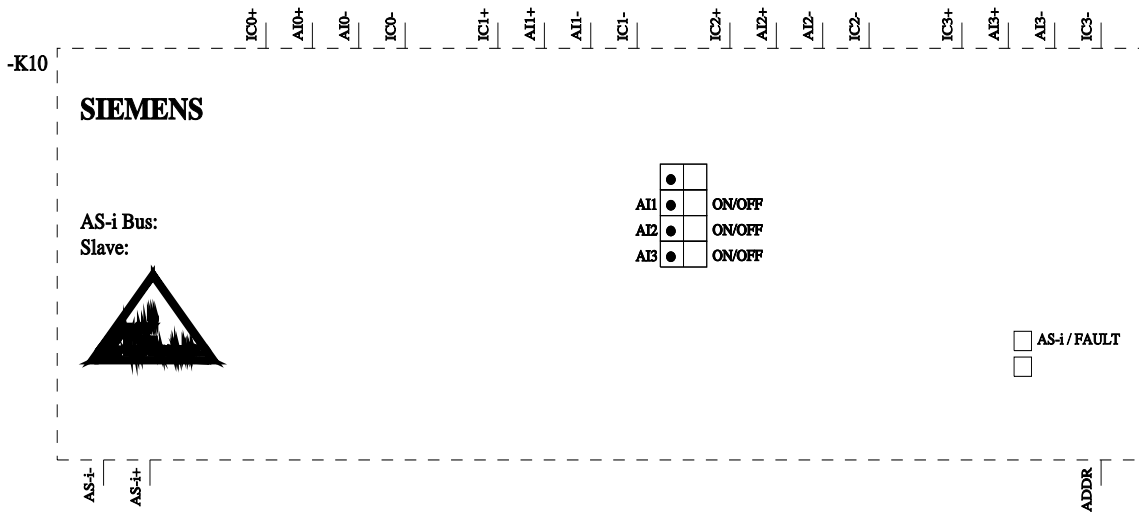 IC0+ AI0+ AI0- IC0- IC1+ AI1+ AI1- IC1- IC2+ AI2+ AI2- IC2- IC3+ AI3+ AI3- IC3-
-K10
SIEMENS
AS-i Bus:
Slave:
AI1 ON/OFF
AI2 ON/OFF
AI3 ON/OFF
AS-i / FAULT
AS-i- AS-i+ ADDR